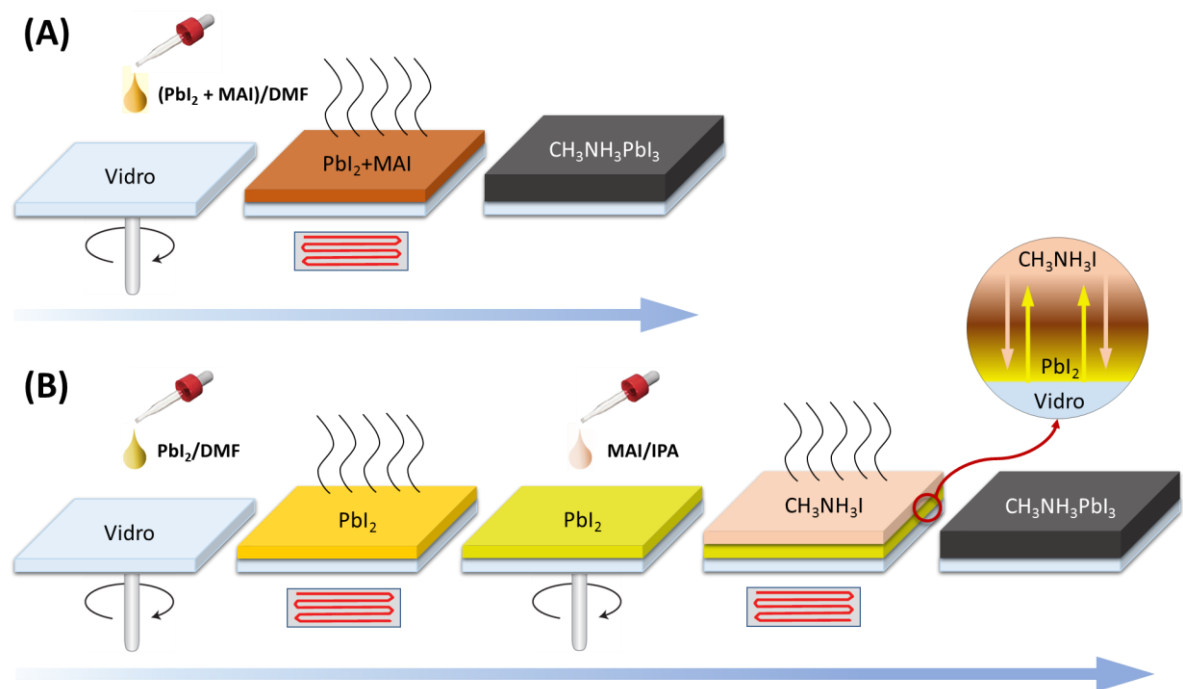 (A)
(PbI₂ + MAI)/DMF
Vidro
PbI₂+MAI
CH₃NH₃PbI₃
CH₃NH₃I
PbI₂
Vidro
(B)
PbI₂/DMF
MAI/IPA
Vidro
PbI₂
PbI₂
CH₃NH₃I
CH₃NH₃PbI₃